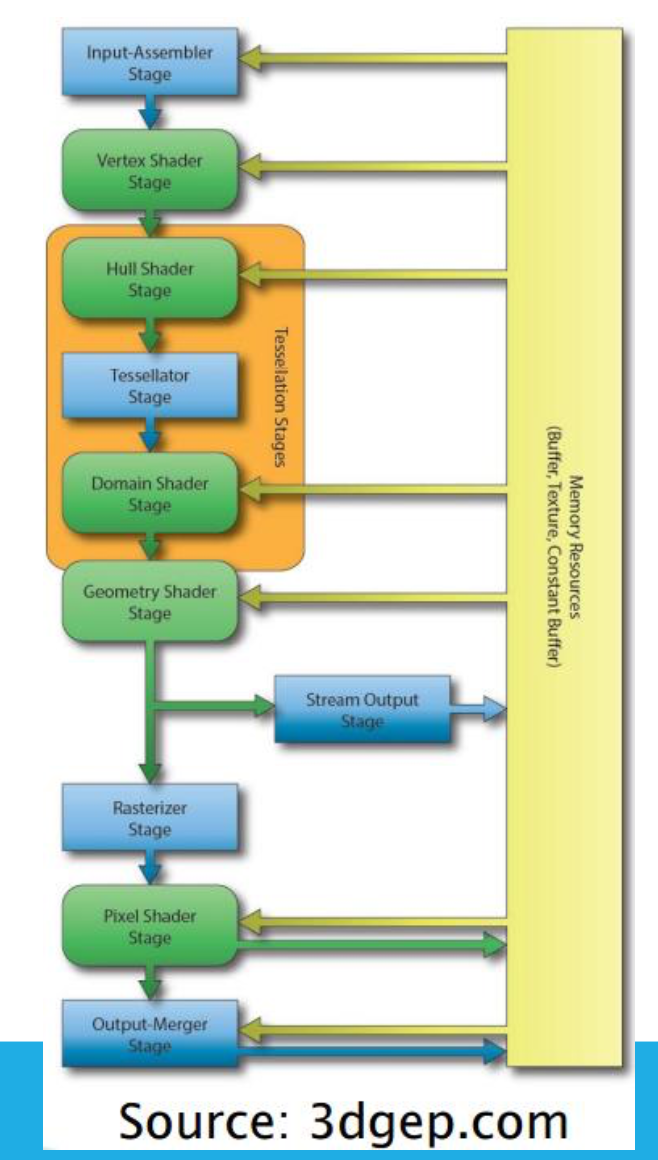 Input-Assembler
Stage
Vertex Shader
Stage
Hull Shader
Stage
Tessellator
Stage
Domain Shader
Stage
Tessellation Stages
Geometry Shader
Stage
Stream Output
Stage
Rasterizer
Stage
Pixel Shader
Stage
Output-Merger
Stage
Memory Resources
(Buffer, Texture, Constant Buffer)
Source: 3dgep.com